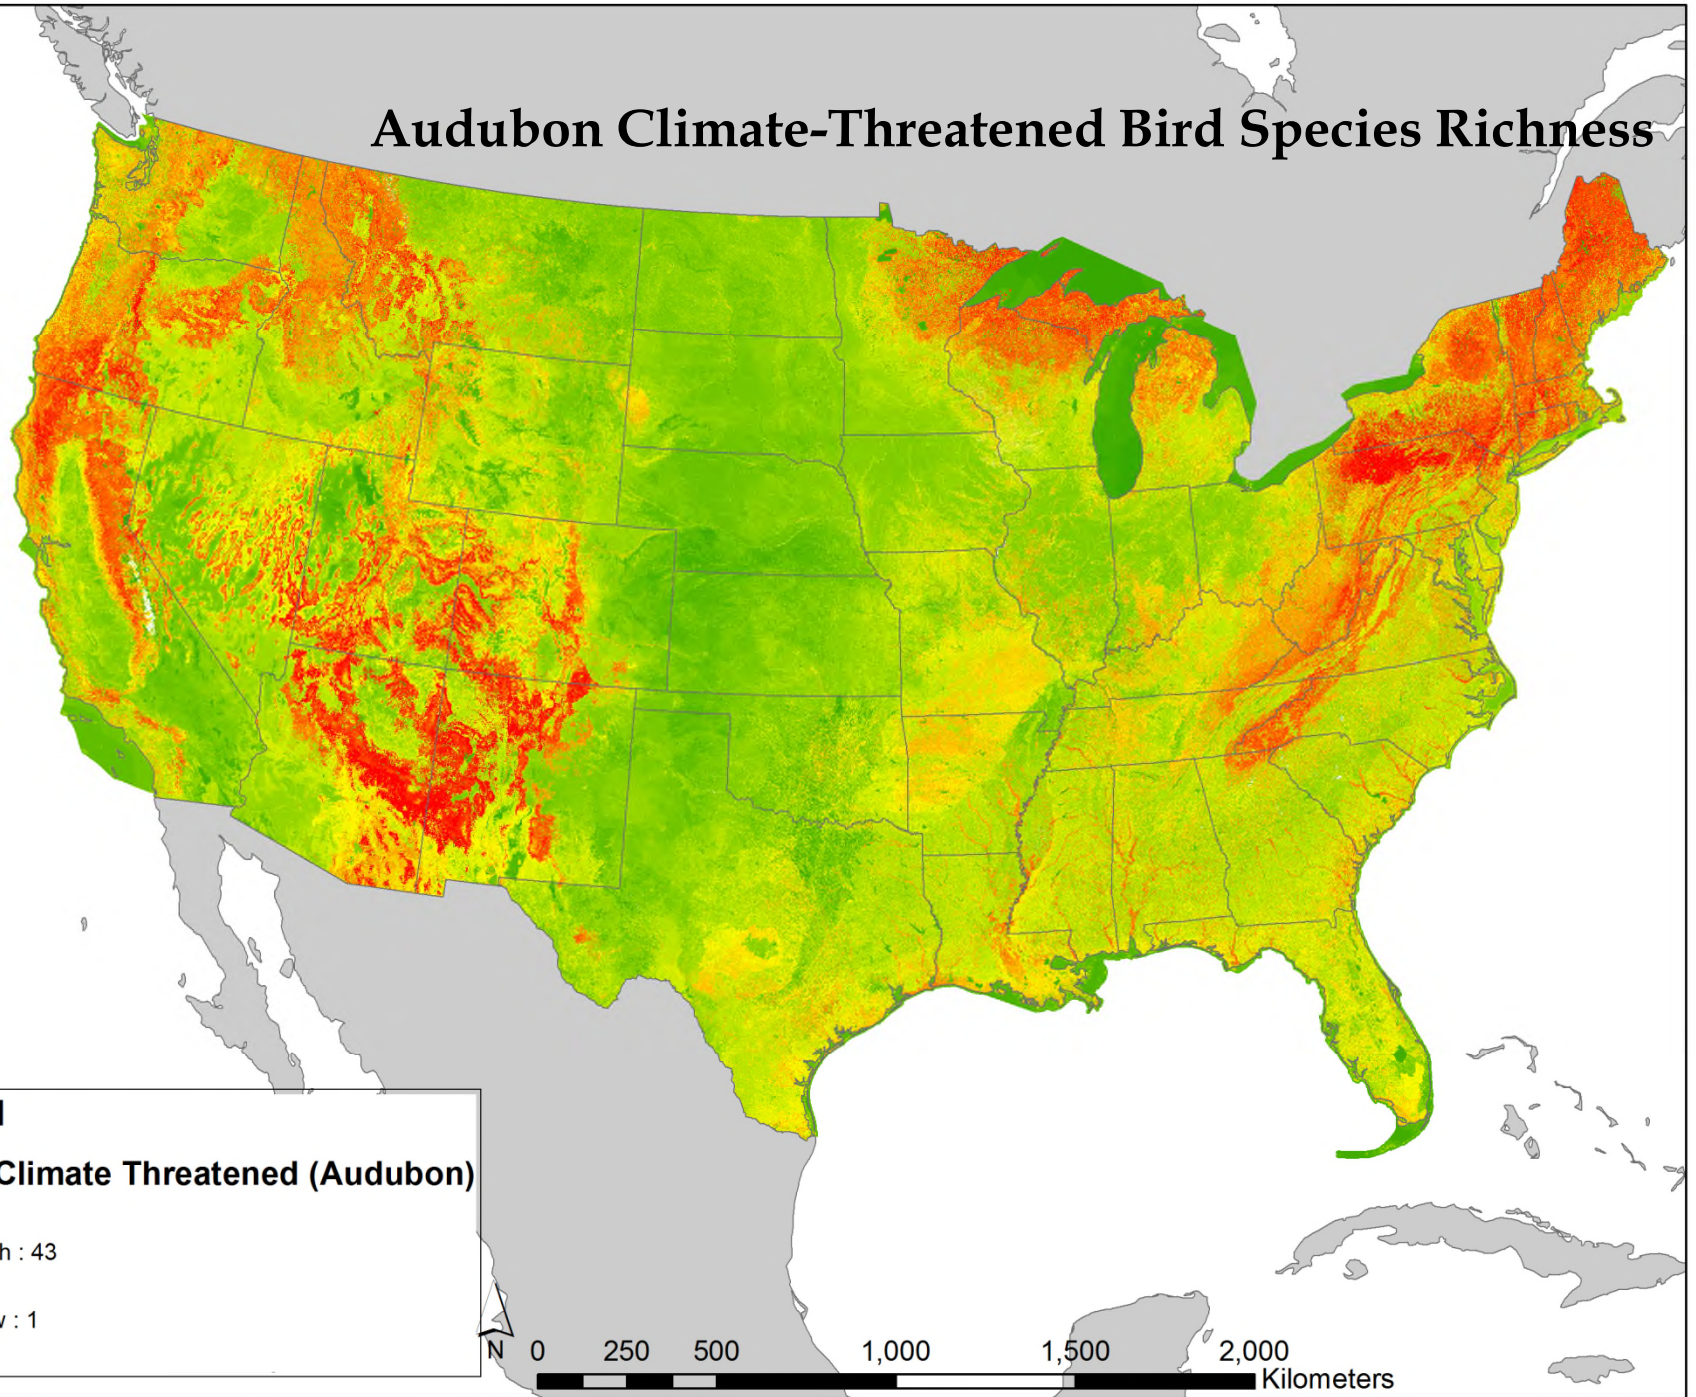 Audubon Climate-Threatened Bird Species Richness
Climate Threatened (Audubon)
h : 43
: 1
N 0 250 500 1,000 1,500 2,000
Kilometers